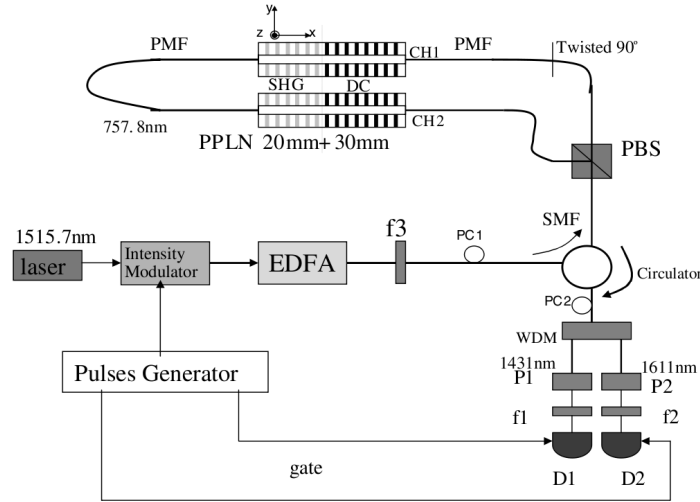 y
z
x
PMF
PMF
CH1
Twisted 90°
SHG
DC
757.8nm
CH2
PPLN 20mm+ 30mm
PBS
1515.7nm
f3
PC1
SMF
laser
Intensity
Modulator
EDFA
Circulator
PC2
WDM
1431nm
1611nm
Pulses Generator
P1
P2
f1
f2
gate
D1
D2